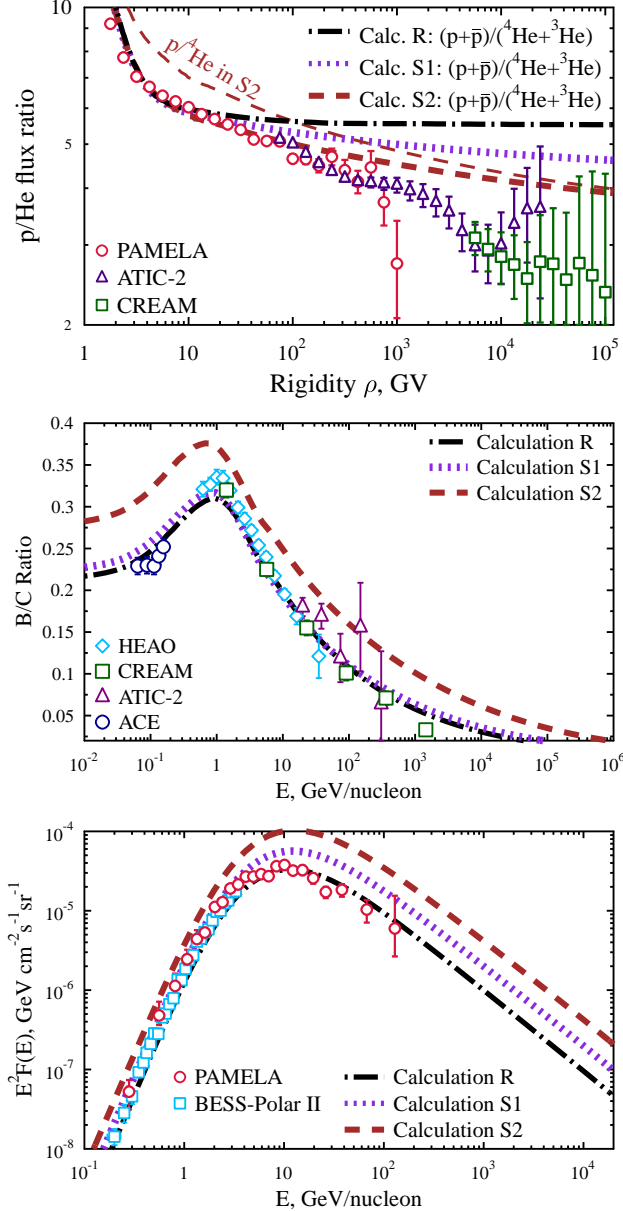 10
6
5
3
2
p/He flux ratio
p/⁴He in S2
Calc. R: (p+p̄)/(⁴He+³He)
Calc. S1: (p+p̄)/(⁴He+³He)
Calc. S2: (p+p̄)/(⁴He+³He)
PAMELA
ATIC-2
CREAM
1 10 10² 10³ 10⁴ 10⁵
Rigidity ρ, GV
0.4
0.35
0.3
0.25
0.2
0.15
0.1
0.05
B/C Ratio
Calculation R
Calculation S1
Calculation S2
HEAO
CREAM
ATIC-2
ACE
10⁻² 10⁻¹ 1 10 10² 10³ 10⁴ 10⁵ 10⁶
E, GeV/nucleon
10⁻⁴
10⁻⁵
10⁻⁶
10⁻⁷
10⁻⁸
E²F(E), GeV cm⁻²s⁻¹sr⁻¹
PAMELA
BESS-Polar II
Calculation R
Calculation S1
Calculation S2
10⁻¹ 1 10 10² 10³ 10⁴
E, GeV/nucleon